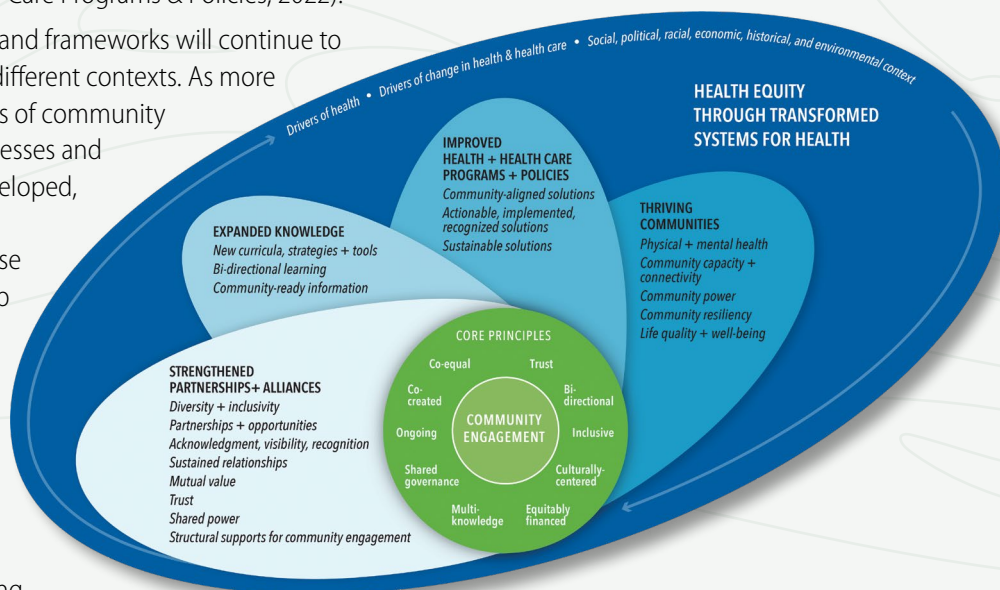 Care Programs & Policies, 2022).
and frameworks will continue to
different contexts. As more
s of community
esses and
eloped,
se
Drivers of health • Drivers of change in health & health care • Social, political, racial, economic, historical, and environmental context
HEALTH EQUITY
THROUGH TRANSFORMED
SYSTEMS FOR HEALTH
IMPROVED
HEALTH + HEALTH CARE
PROGRAMS + POLICIES
Community-aligned solutions
Actionable, implemented,
recognized solutions
Sustainable solutions
THRIVING
COMMUNITIES
Physical + mental health
Community capacity +
connectivity
Community power
Community resiliency
Life quality + well-being
EXPANDED KNOWLEDGE
New curricula, strategies + tools
Bi-directional learning
Community-ready information
STRENGTHENED
PARTNERSHIPS+ ALLIANCES
Diversity + inclusivity
Partnerships + opportunities
Acknowledgment, visibility, recognition
Sustained relationships
Mutual value
Trust
Shared power
Structural supports for community engagement
CORE PRINCIPLES
Co-equal
Trust
Co-
created
Bi-
directional
Ongoing
COMMUNITY
ENGAGEMENT
Inclusive
Shared
governance
Culturally-
centered
Multi-
knowledge
Equitably
financed